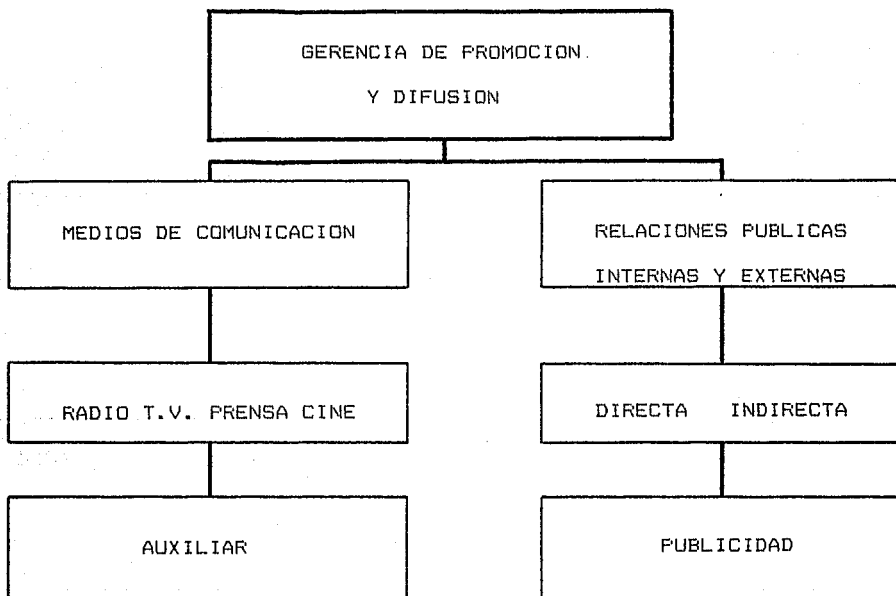 GERENCIA DE PROMOCION
Y DIFUSION
MEDIOS DE COMUNICACION
RELACIONES PUBLICAS
INTERNAS Y EXTERNAS
RADIO T.V. PRENSA CINE
DIRECTA INDIRECTA
AUXILIAR
PUBLICIDAD